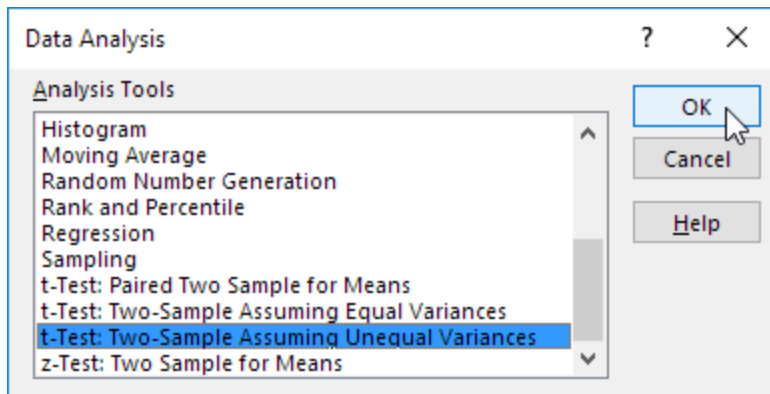 Data Analysis ?
Analysis Tools
Histogram
Moving Average
Random Number Generation
Rank and Percentile
Regression
Sampling
t-Test: Paired Two Sample for Means
t-Test: Two-Sample Assuming Equal Variances
t-Test: Two-Sample Assuming Unequal Variances
z-Test: Two Sample for Means
OK
Cancel
Help